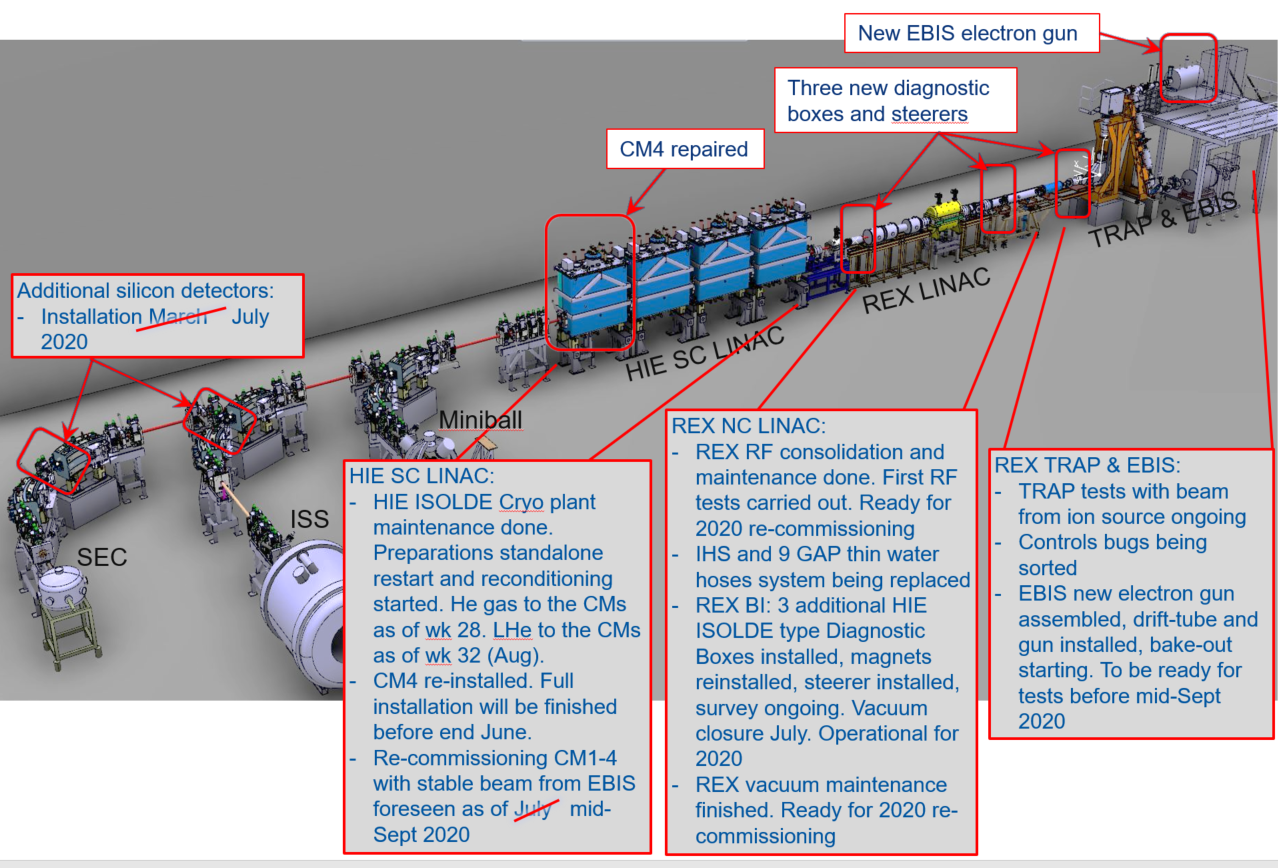 New EBIS electron gun
Three new diagnostic
boxes and steerers
CM4 repaired
TRAP & EBIS
REX LINAC
HIE SC LINAC
Additional silicon detectors:
- Installation March July
2020
Miniball
ISS
SEC
HIE SC LINAC:
- HIE ISOLDE Cryo plant
maintenance done.
Preparations standalone
restart and reconditioning
started. He gas to the CMs
as of wk 28. LHe to the CMs
as of wk 32 (Aug).
- CM4 re-installed. Full
installation will be finished
before end June.
- Re-commissioning CM1-4
with stable beam from EBIS
foreseen as of July mid-
Sept 2020
REX NC LINAC:
- REX RF consolidation and
maintenance done. First RF
tests carried out. Ready for
2020 re-commissioning
- IHS and 9 GAP thin water
hoses system being replaced
- REX BI: 3 additional HIE
ISOLDE type Diagnostic
Boxes installed, magnets
reinstalled, steerer installed,
survey ongoing. Vacuum
closure July. Operational for
2020
- REX vacuum maintenance
finished. Ready for 2020 re-
commissioning
REX TRAP & EBIS:
- TRAP tests with beam
from ion source ongoing
- Controls bugs being
sorted
- EBIS new electron gun
assembled, drift-tube and
gun installed, bake-out
starting. To be ready for
tests before mid-Sept
2020